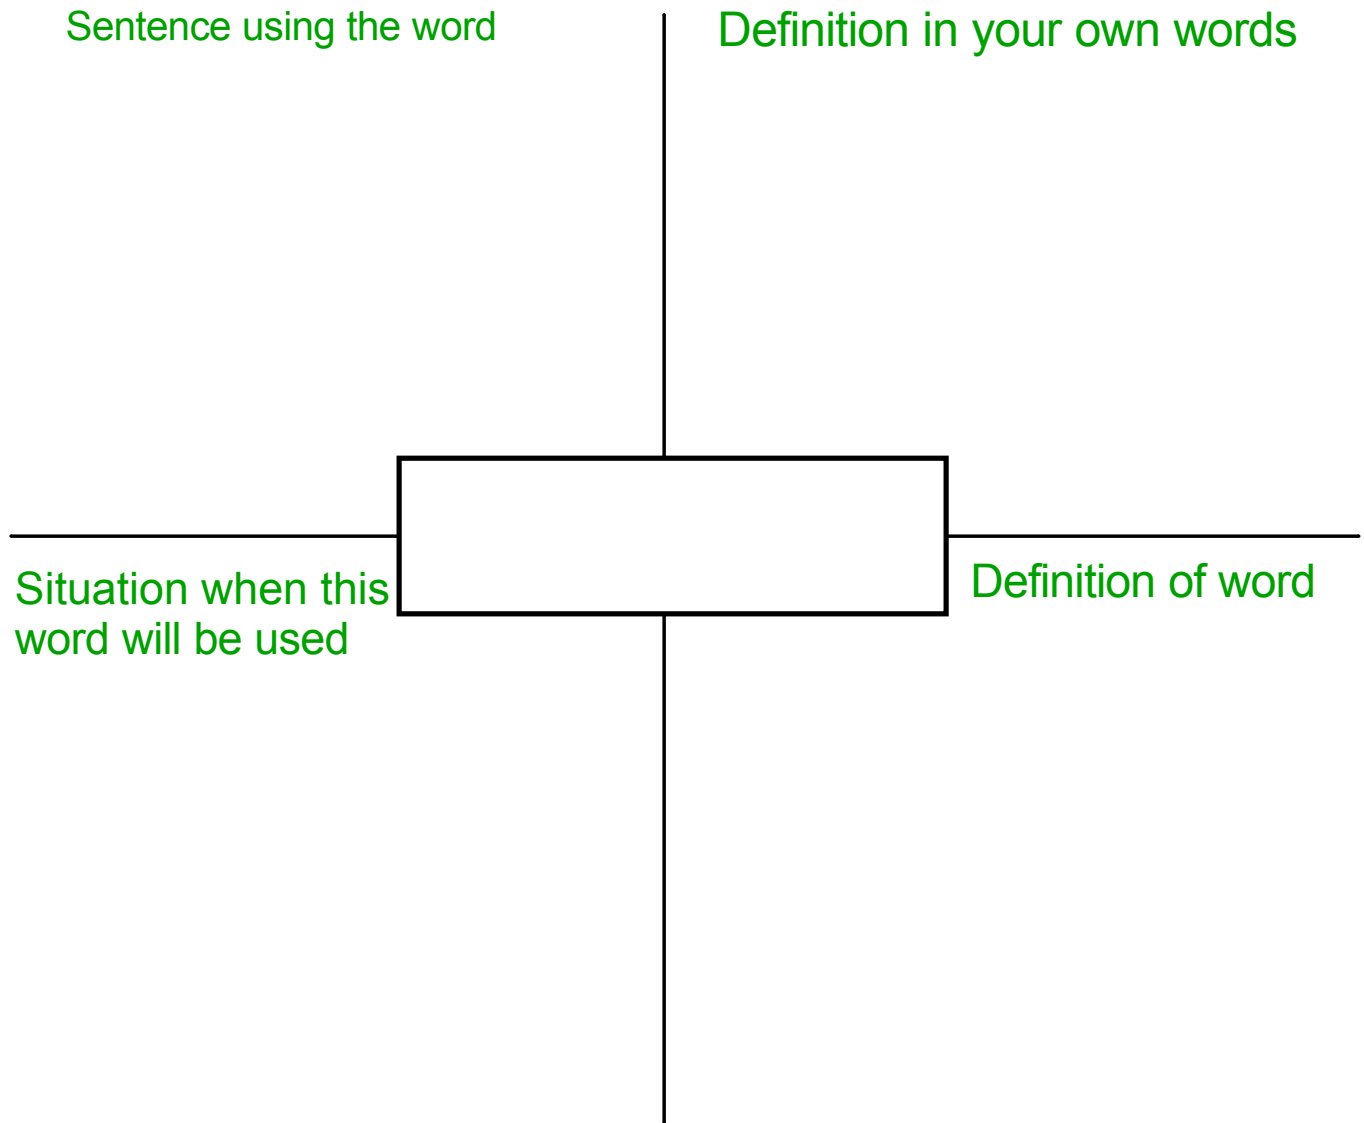 Sentence using the word
Definition in your own words
Situation when this
word will be used
Definition of word